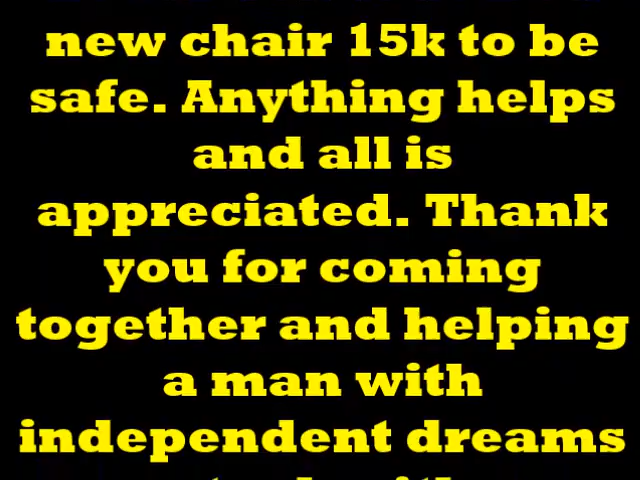 new chair 15k to be
safe. Anything helps
and all is
appreciated. Thank
you for coming
together and helping
a man with
independent dreams